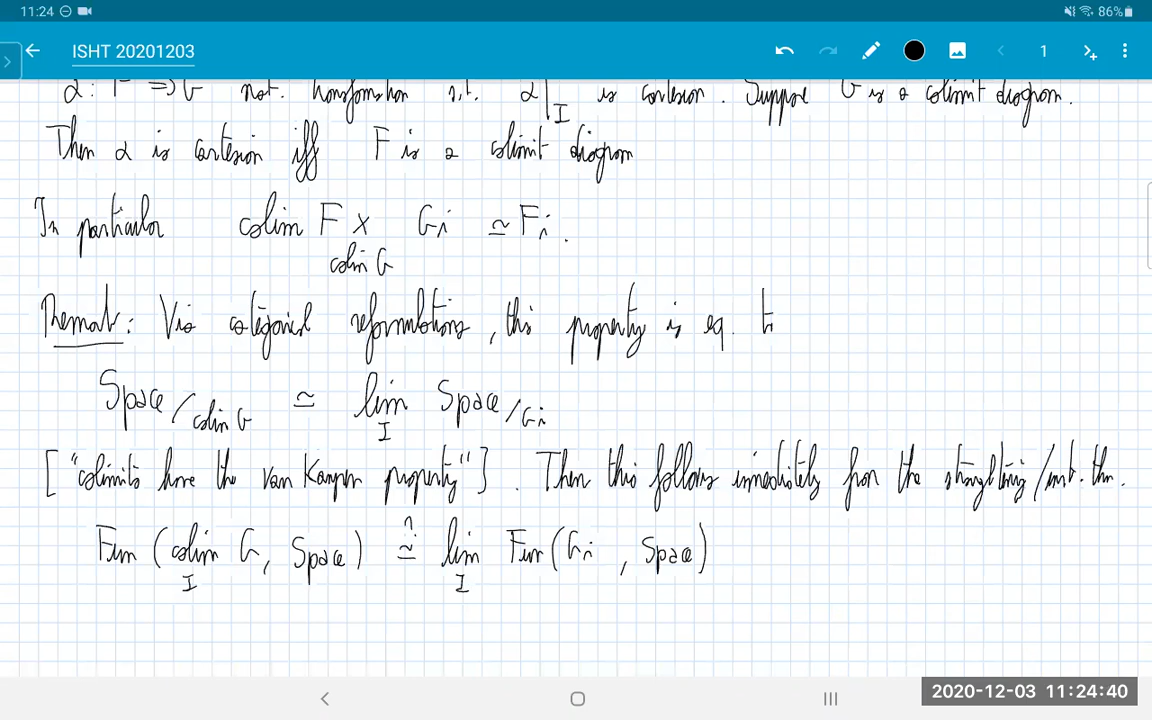 11:24 86%
ISHT 20201203 1
α : F ⇒ G nat. transformation s.t. α|_I is cartesian. Suppose G is a colimit diagram.
Then α is cartesian iff F is a colimit diagram
In particular colim F ×_{colim G} G_i ≃ F_i.
Remark: Via categorical reformulations, this property is eq. to
Space/colim G ≃ lim_I Space/G_i
["colimits have the van Kampen property"]. Then this follows immediately from the straightening/unst. thm.
Fun (colim_I G, Space) ≃^? lim_I Fun (G_i, Space)
2020-12-03 11:24:40